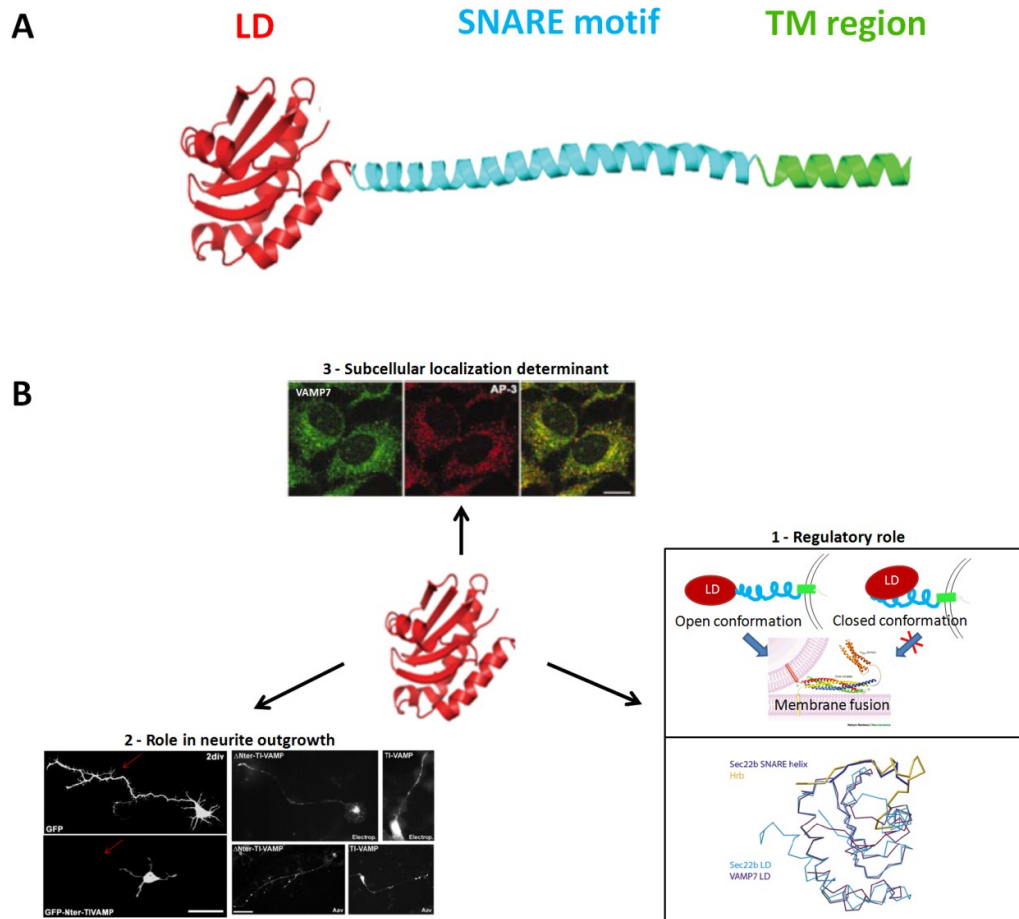 A
LD
SNARE motif
TM region
B
3 - Subcellular localization determinant
VAMP7
AP-3
1 - Regulatory role
LD
LD
Open conformation
Closed conformation
Membrane fusion
2 - Role in neurite outgrowth
2div
GFP
GFP-Nter-TIVAMP
ΔNter-TI-VAMP
Electrop.
TI-VAMP
Electrop.
ΔNter-TI-VAMP
Aav
TI-VAMP
Aav
Sec22b SNARE helix
Hrb
Sec22b LD
VAMP7 LD